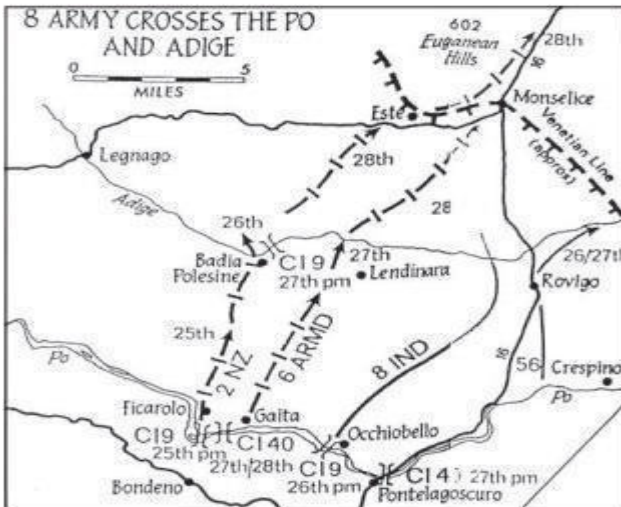 8 ARMY CROSSES THE PO
AND ADIGE
0 5
MILES
602
Euganean
Hills
28th
16
Este
Monselice
Venetian Line
(approx)
Legnago
28th
Adige
28
26th
Badia
Polesine
C19
27th
27th pm
Lendinara
26/27th
Rovigo
25th
2 NZ
6 ARMD
8 IND
16
56
Crespino
Po
Po
Ficarolo
Gaita
C19
25th pm
C140
27th/28th
Occhiobello
C19
26th pm
C14
27th pm
Bondeno
Pontelagoscuro